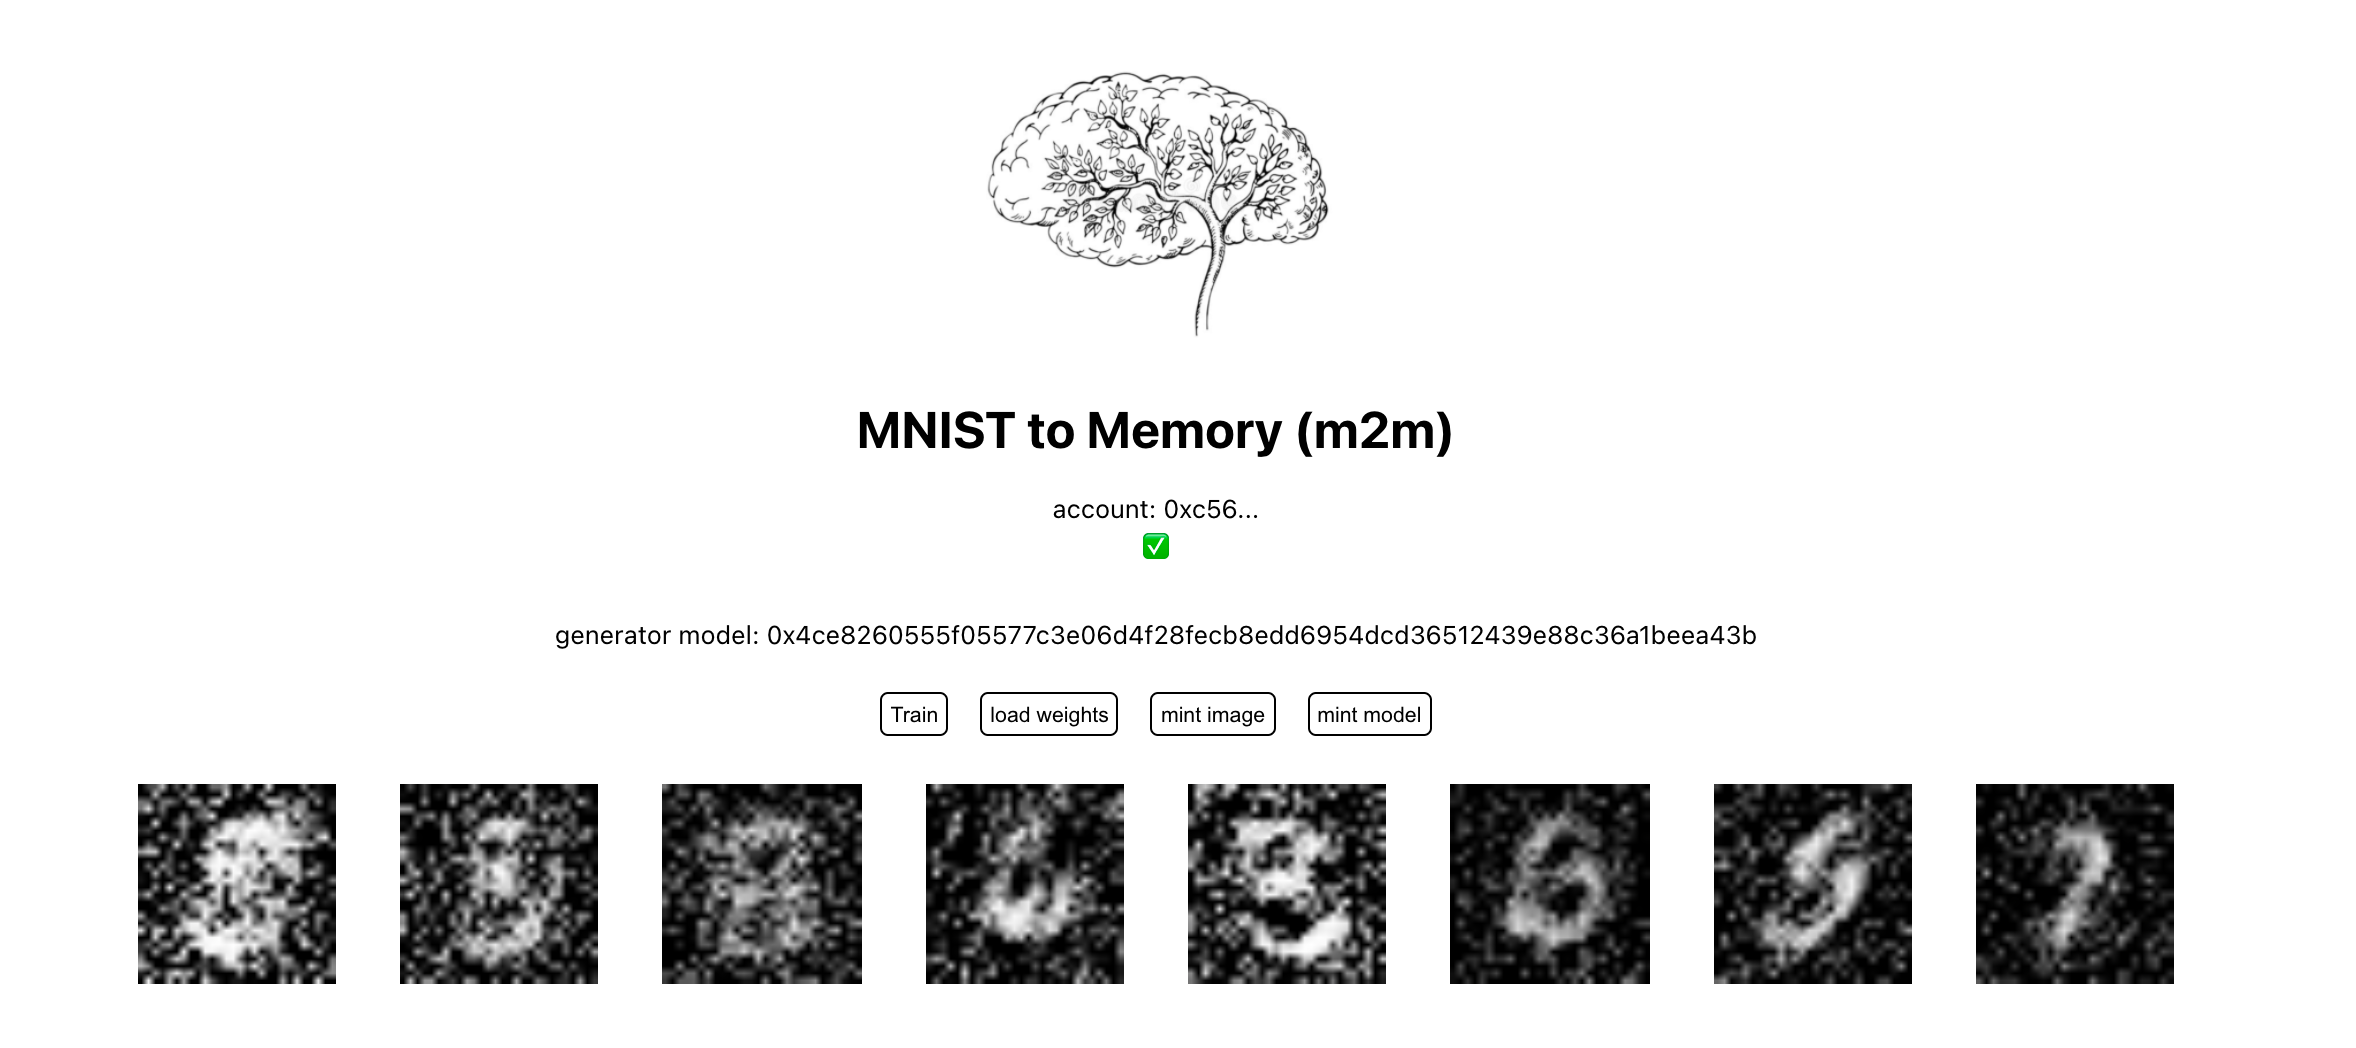 MNIST to Memory (m2m)
account: 0xc56...
generator model: 0x4ce8260555f05577c3e06d4f28fecb8edd6954dcd36512439e88c36a1beea43b
Train
load weights
mint image
mint model